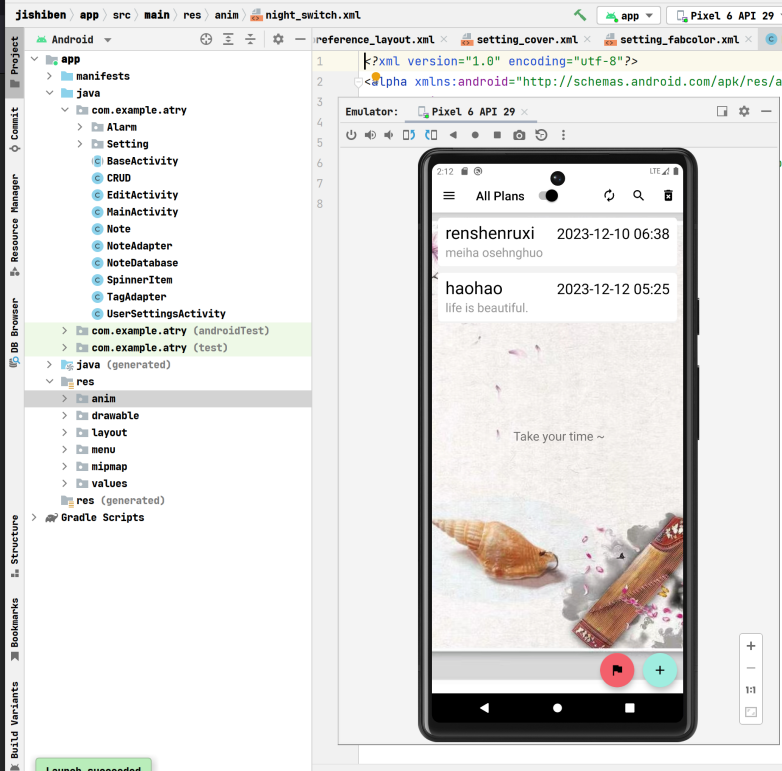 jishiben app src main res anim night_switch.xml
app Pixel 6 API 29
Android
reference_layout.xml setting_cover.xml setting_fabcolor.xml
Project
Commit
Resource Manager
DB Browser
Structure
Bookmarks
Build Variants
app
manifests
java
com.example.atry
Alarm
Setting
BaseActivity
CRUD
EditActivity
MainActivity
Note
NoteAdapter
NoteDatabase
SpinnerItem
TagAdapter
UserSettingsActivity
com.example.atry (androidTest)
com.example.atry (test)
java (generated)
res
anim
drawable
layout
menu
mipmap
values
res (generated)
Gradle Scripts
1 <?xml version="1.0" encoding="utf-8"?>
2 <alpha xmlns:android="http://schemas.android.com/apk/res/a
3
4
5
6
7
8
Emulator: Pixel 6 API 29
2:12 LTE
All Plans
renshenruxi 2023-12-10 06:38
meiha osehnghuo
haohao 2023-12-12 05:25
life is beautiful.
Take your time ~
1:1
Launch succeeded